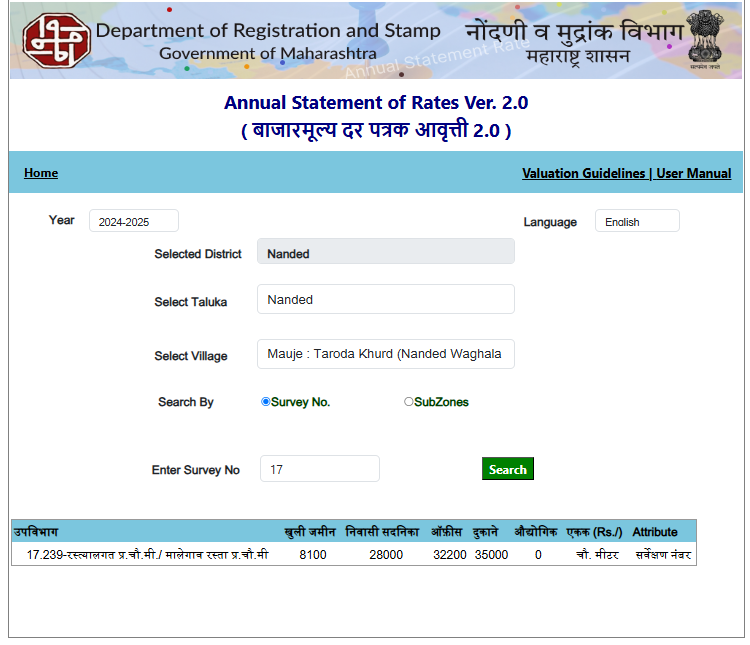 Department of Registration and Stamp
Government of Maharashtra
नोंदणी व मुद्रांक विभाग
महाराष्ट्र शासन
सत्यमेव जयते
Annual Statement Rate
Annual Statement of Rates Ver. 2.0
( बाजारमूल्य दर पत्रक आवृत्ती 2.0 )
Home Valuation Guidelines | User Manual
Year 2024-2025 Language English
Selected District Nanded
Select Taluka Nanded
Select Village Mauje : Taroda Khurd (Nanded Waghala
Search By Survey No. SubZones
Enter Survey No 17 Search
उपविभाग खुली जमीन निवासी सदनिका ऑफ़ीस दुकाने औद्योगिक एकक (Rs./) Attribute
17.239-रस्त्यालगत प्र.चौ.मी./ मालेगाव रस्ता प्र.चौ.मी 8100 28000 32200 35000 0 चौ. मीटर सर्वेक्षण नंबर